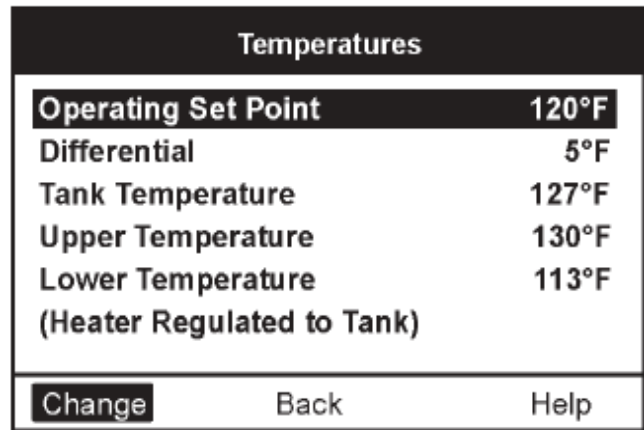 Temperatures
Operating Set Point 120°F
Differential 5°F
Tank Temperature 127°F
Upper Temperature 130°F
Lower Temperature 113°F
(Heater Regulated to Tank)
Change Back Help